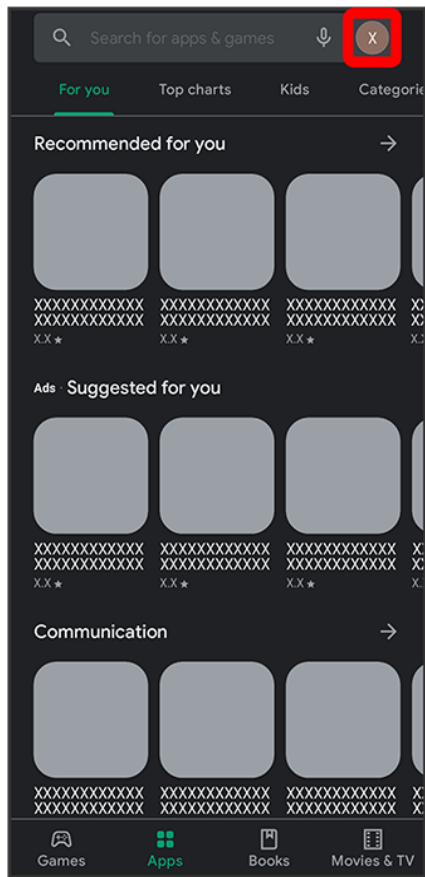 Search for apps & games
X
For you Top charts Kids Categorie
Recommended for you
XXXXXXXXXXXX XXXXXXXXXXXX XXXXXXXXXXXX X
XXXXXXXXXXXX XXXXXXXXXXXX XXXXXXXXXXXX X
X.X ★ X.X ★ X.X ★ X.
Ads · Suggested for you
XXXXXXXXXXXX XXXXXXXXXXXX XXXXXXXXXXXX X
XXXXXXXXXXXX XXXXXXXXXXXX XXXXXXXXXXXX X
X.X ★ X.X ★ X.X ★ X.
Communication
XXXXXXXXXXXX XXXXXXXXXXXX XXXXXXXXXXXX X
XXXXXXXXXXXX XXXXXXXXXXXX XXXXXXXXXXXX X
Games Apps Books Movies & TV